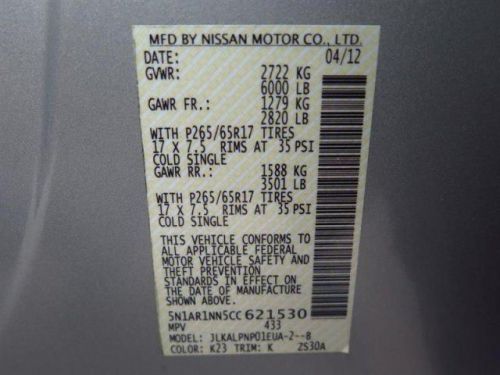 MFD BY NISSAN MOTOR CO., LTD.
DATE: 04/12
GVWR: 2722 KG
6000 LB
GAWR FR.: 1279 KG
2820 LB
WITH P265/65R17 TIRES
17 X 7.5 RIMS AT 35 PSI
COLD SINGLE
GAWR RR.: 1588 KG
3501 LB
WITH P265/65R17 TIRES
17 X 7.5 RIMS AT 35 PSI
COLD SINGLE
THIS VEHICLE CONFORMS TO
ALL APPLICABLE FEDERAL
MOTOR VEHICLE SAFETY AND
THEFT PREVENTION
STANDARDS IN EFFECT ON
THE DATE OF MANUFACTURE
SHOWN ABOVE.
5N1AR1NN5CC 621530
MPV 433
MODEL: JLKALPNP01EUA-2--8
COLOR: K23 TRIM: K ZS30A